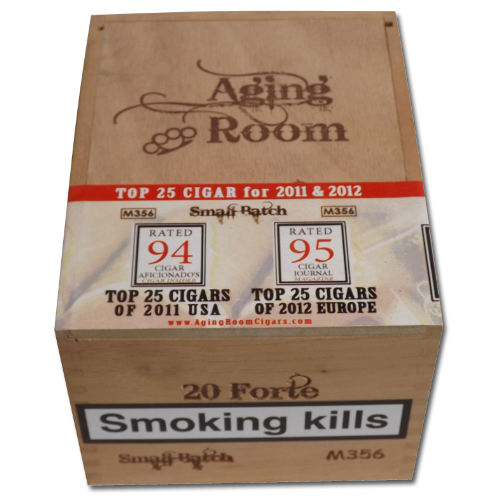 Aging
Room
TOP 25 CIGAR for 2011 & 2012
M356 Small Batch M356
RATED
94
CIGAR
AFICIONADO'S
CIGAR INSIDER
TOP 25 CIGARS
OF 2011 USA
RATED
95
CIGAR
JOURNAL
MAGAZINE
TOP 25 CIGARS
OF 2012 EUROPE
www.AgingRoomCigars.com
20 Forte
Smoking kills
Small Batch M356